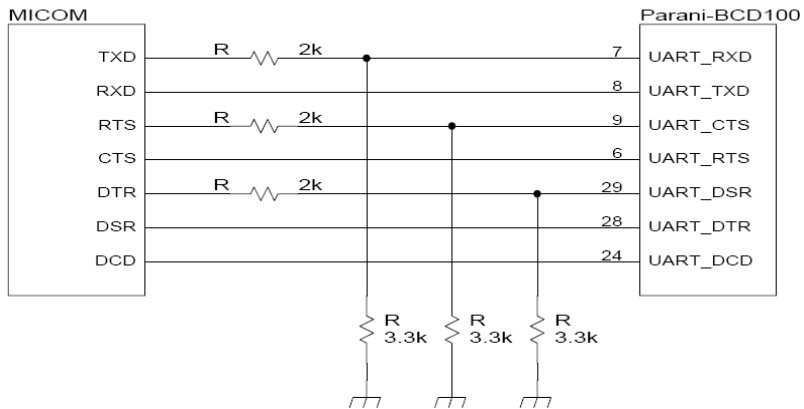 MICOM Parani-BCD100
TXD R 2k 7 UART_RXD
RXD 8 UART_TXD
RTS R 2k 9 UART_CTS
CTS 6 UART_RTS
DTR R 2k 29 UART_DSR
DSR 28 UART_DTR
DCD 24 UART_DCD
R R R
3.3k 3.3k 3.3k